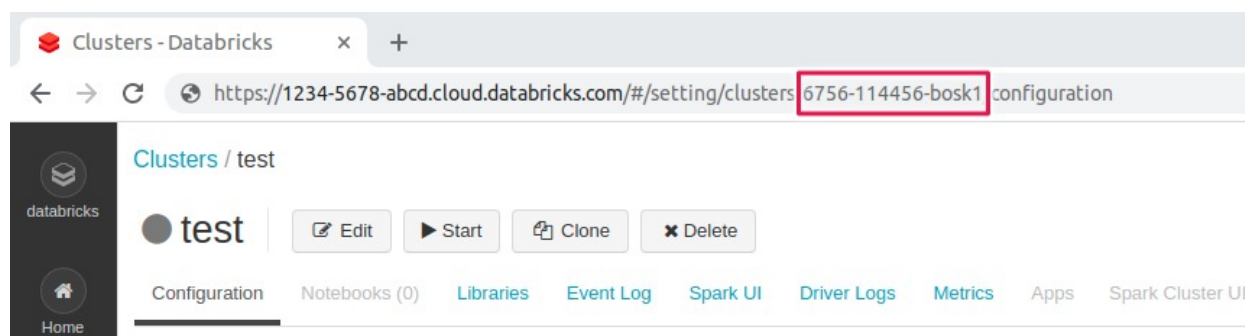 Clusters - Databricks × +
https://1234-5678-abcd.cloud.databricks.com/#/setting/clusters/6756-114456-bosk1/configuration
Clusters / test
databricks
test Edit Start Clone Delete
Configuration Notebooks (0) Libraries Event Log Spark UI Driver Logs Metrics Apps Spark Cluster UI
Home